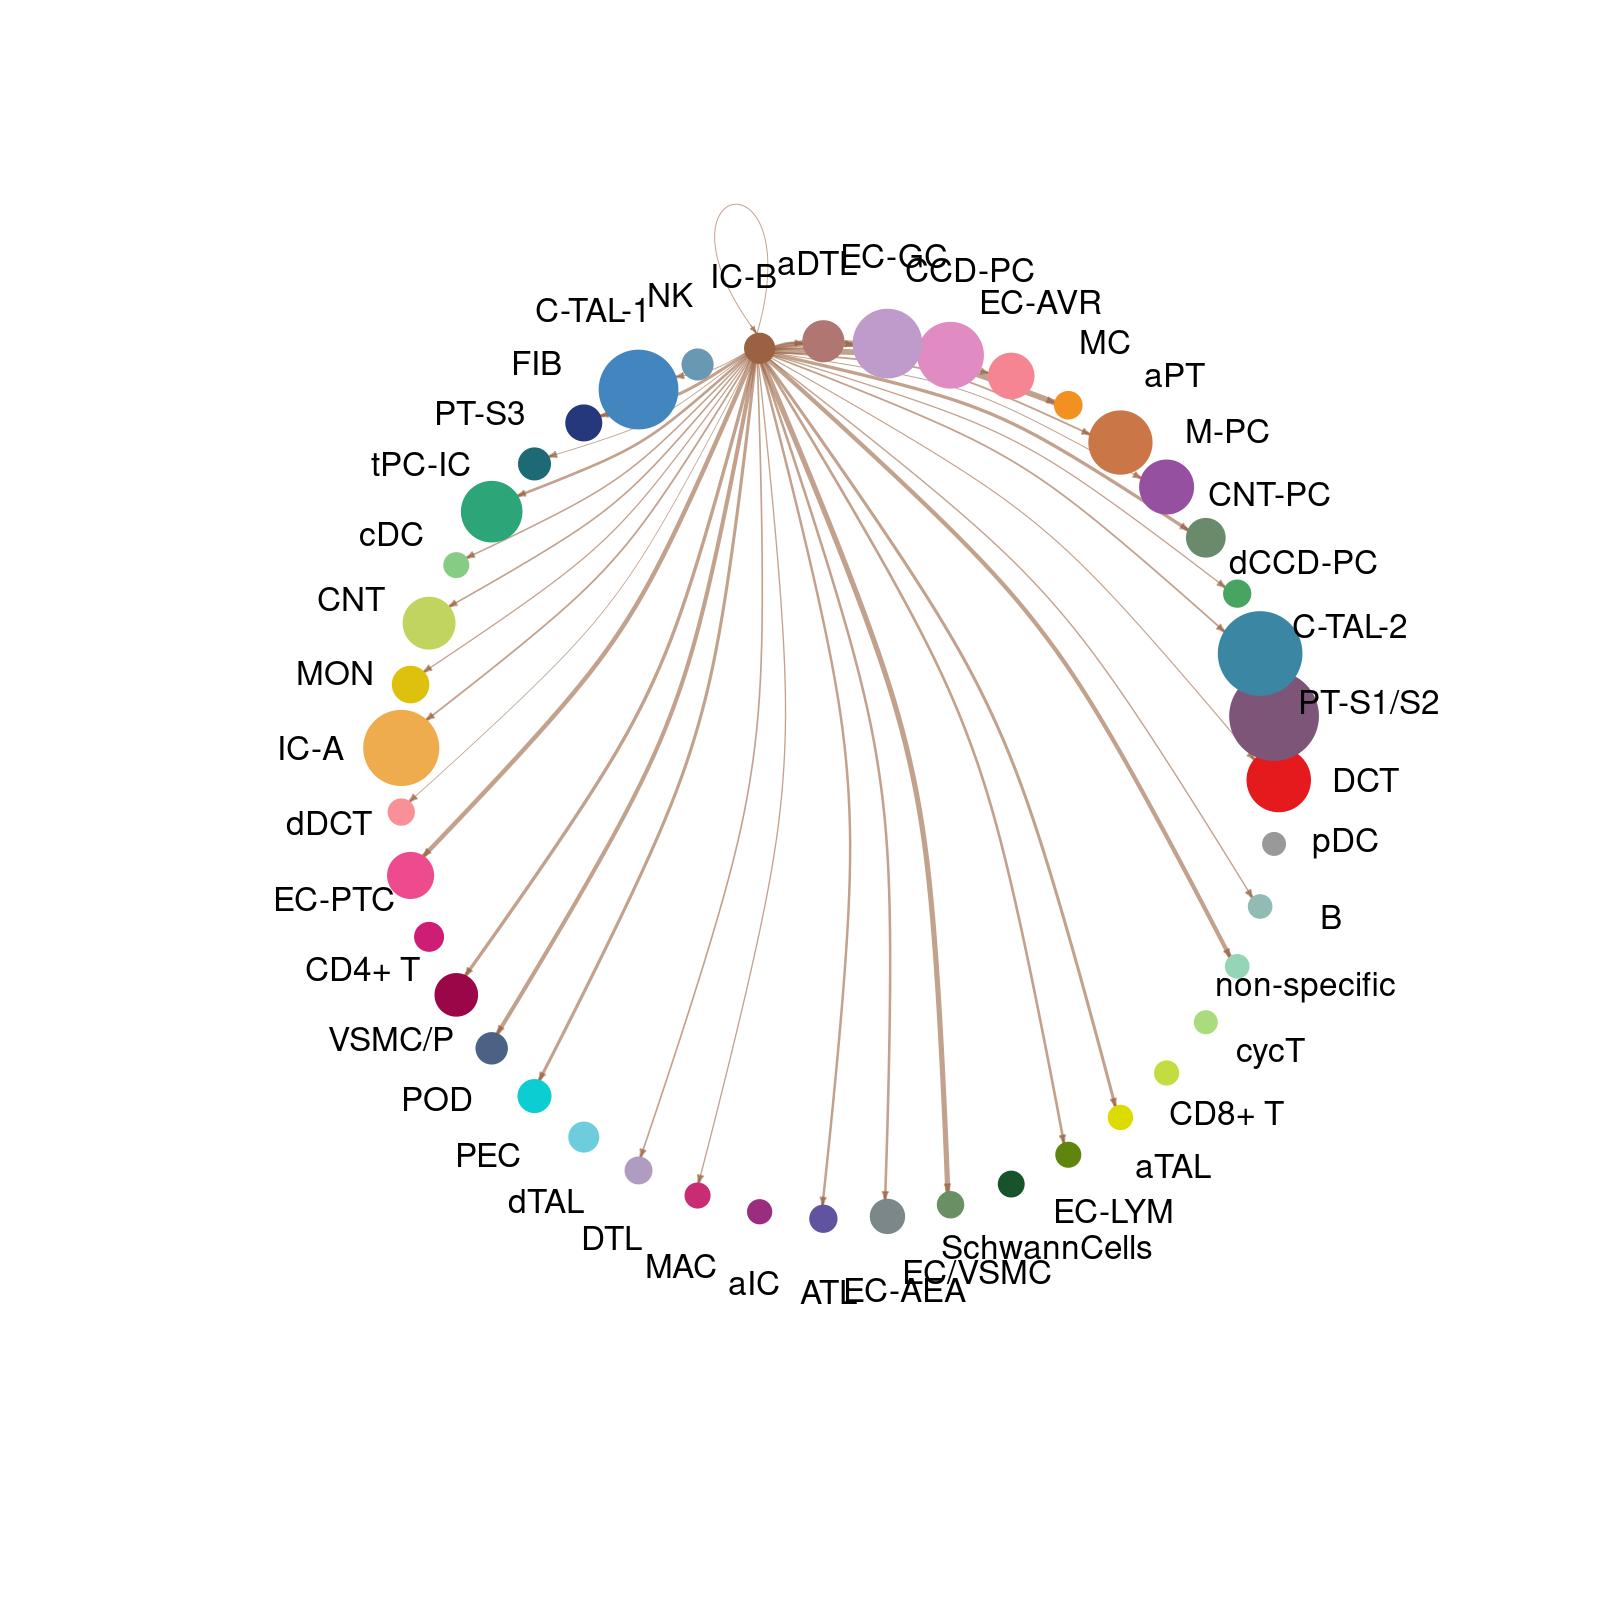 IC-B
aDTL
EC-GC
CCD-PC
EC-AVR
MC
aPT
M-PC
CNT-PC
dCCD-PC
C-TAL-2
PT-S1/S2
DCT
pDC
B
non-specific
cycT
CD8+ T
aTAL
EC-LYM
SchwannCells
EC/VSMC
EC-AEA
ATL
aIC
MAC
DTL
dTAL
PEC
POD
VSMC/P
CD4+ T
EC-PTC
dDCT
IC-A
MON
CNT
cDC
tPC-IC
PT-S3
FIB
C-TAL-1
NK